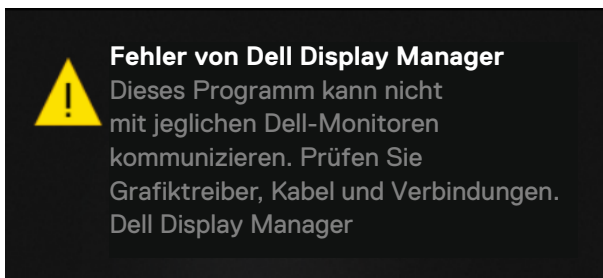 Fehler von Dell Display Manager
Dieses Programm kann nicht
mit jeglichen Dell-Monitoren
kommunizieren. Prüfen Sie
Grafiktreiber, Kabel und Verbindungen.
Dell Display Manager